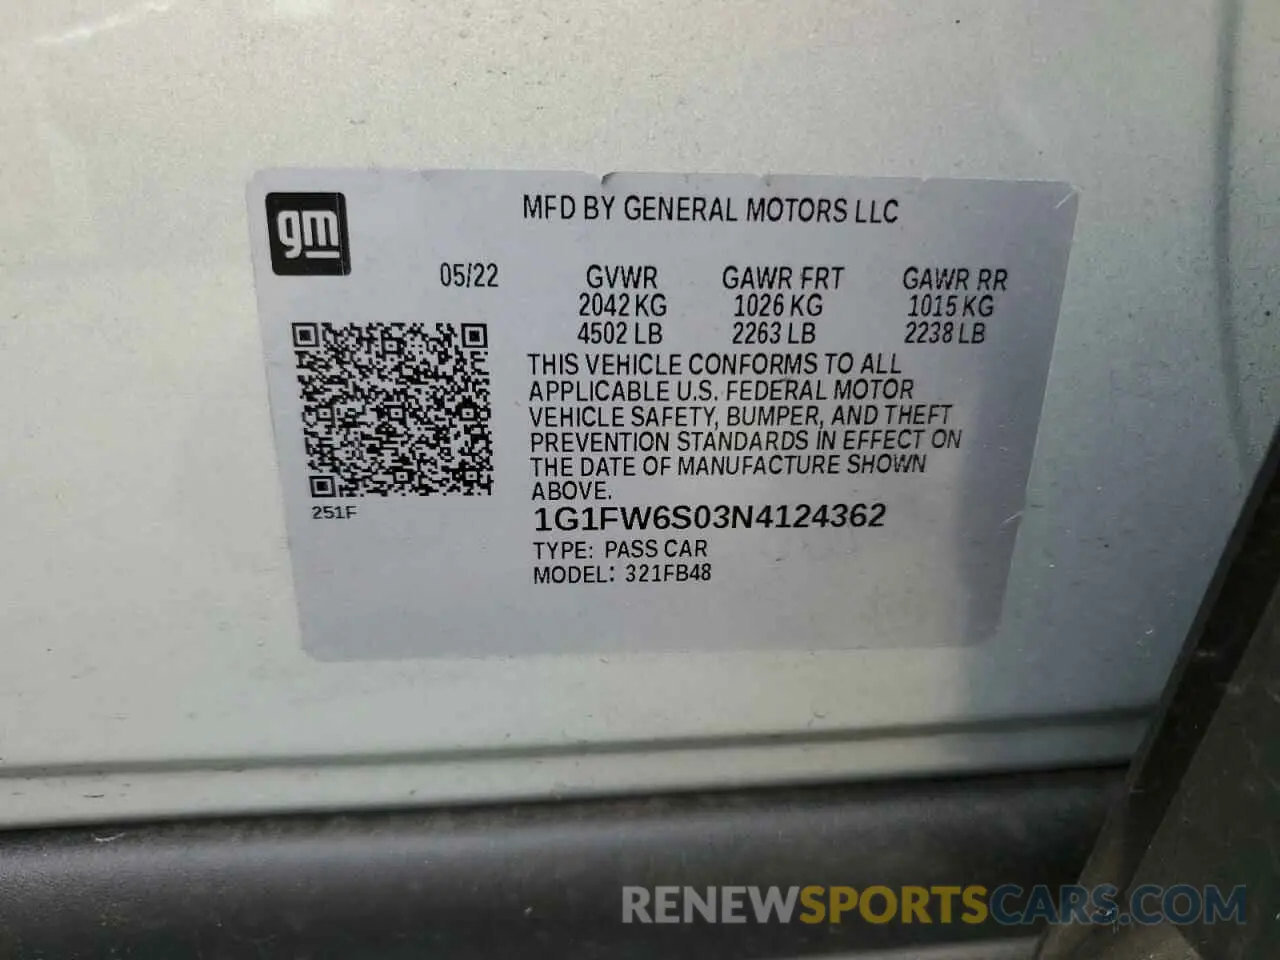 gm
MFD BY GENERAL MOTORS LLC
05/22 GVWR GAWR FRT GAWR RR
2042 KG 1026 KG 1015 KG
4502 LB 2263 LB 2238 LB
THIS VEHICLE CONFORMS TO ALL
APPLICABLE U.S. FEDERAL MOTOR
VEHICLE SAFETY, BUMPER, AND THEFT
PREVENTION STANDARDS IN EFFECT ON
THE DATE OF MANUFACTURE SHOWN
ABOVE.
251F
1G1FW6S03N4124362
TYPE: PASS CAR
MODEL: 321FB48
RENEWSPORTSCARS.COM